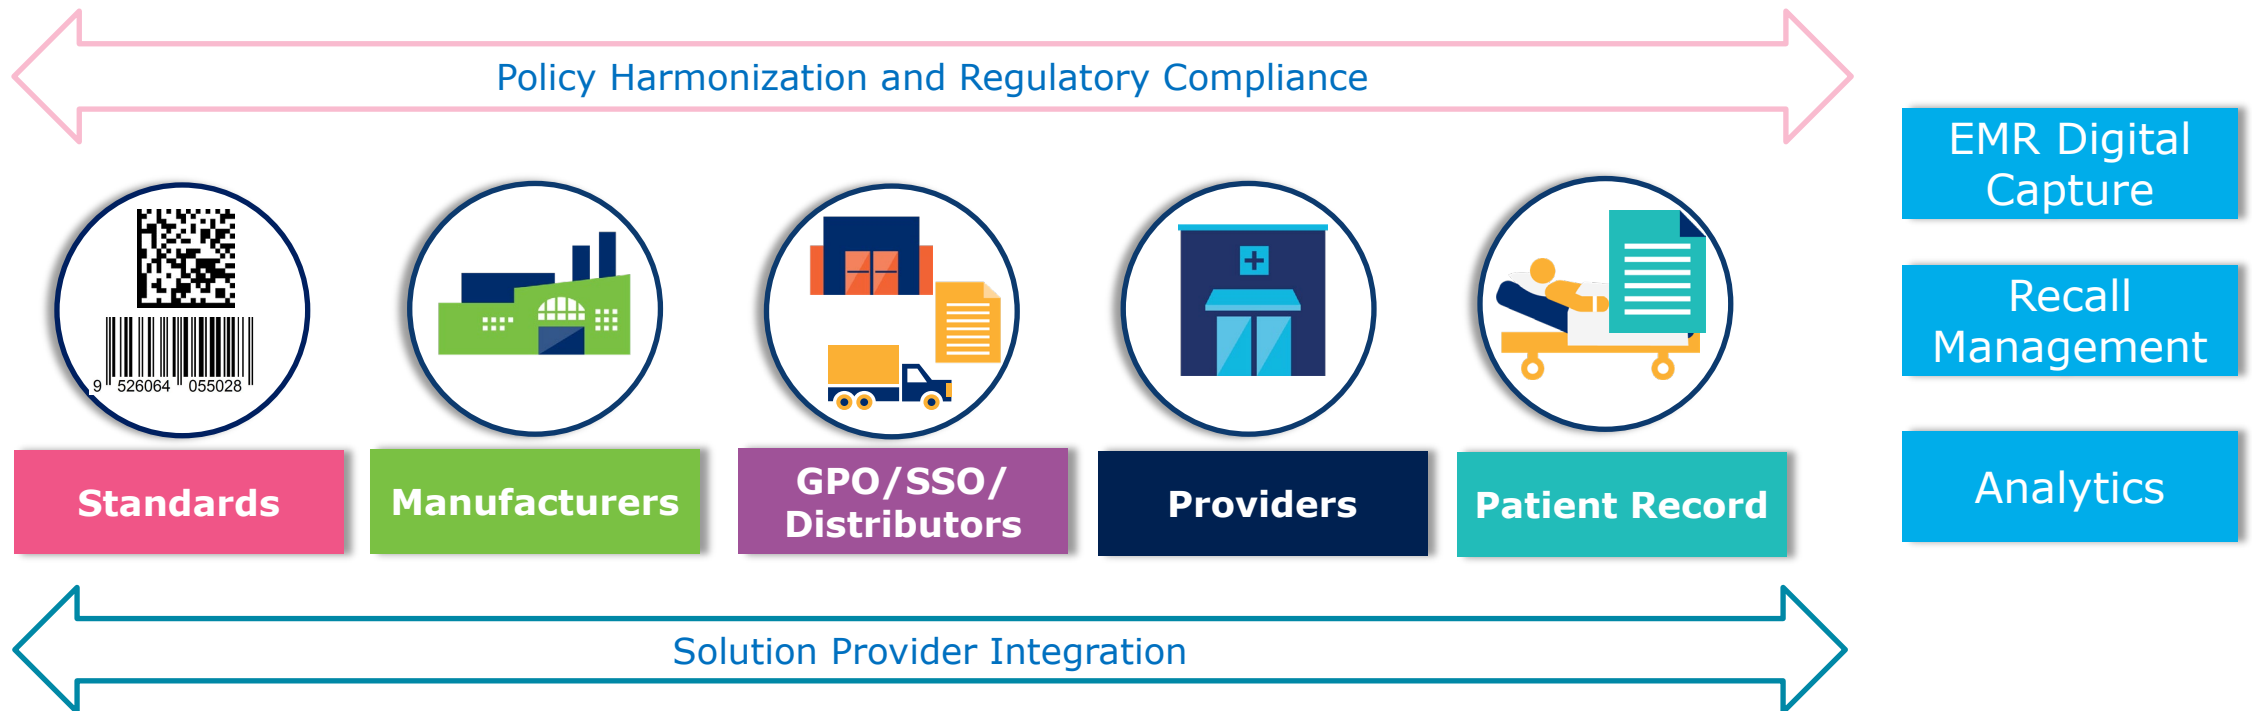 Policy Harmonization and Regulatory Compliance
EMR Digital
Capture
Recall
Management
Analytics
9 526064 055028
Standards
Manufacturers
GPO/SSO/
Distributors
Providers
Patient Record
Solution Provider Integration